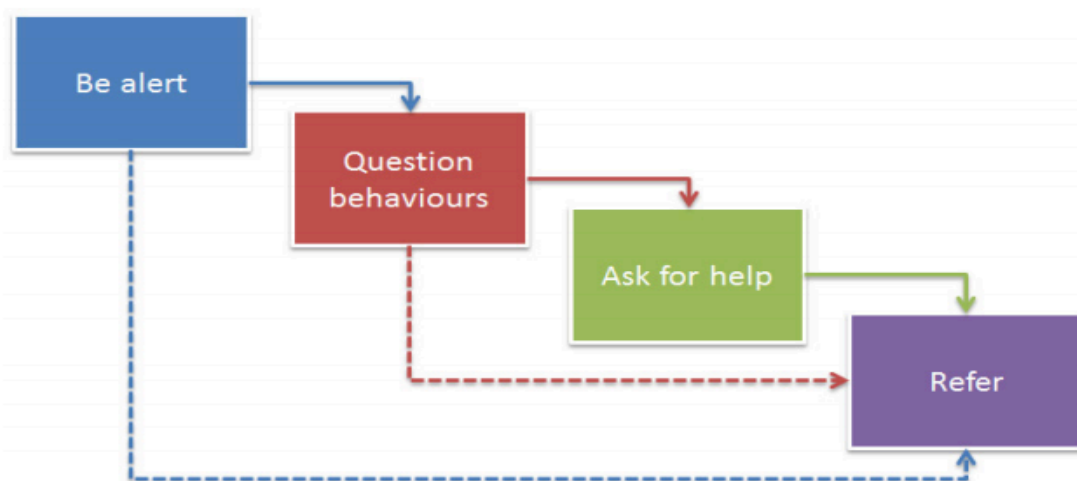 Be alert
Question
behaviours
Ask for help
Refer